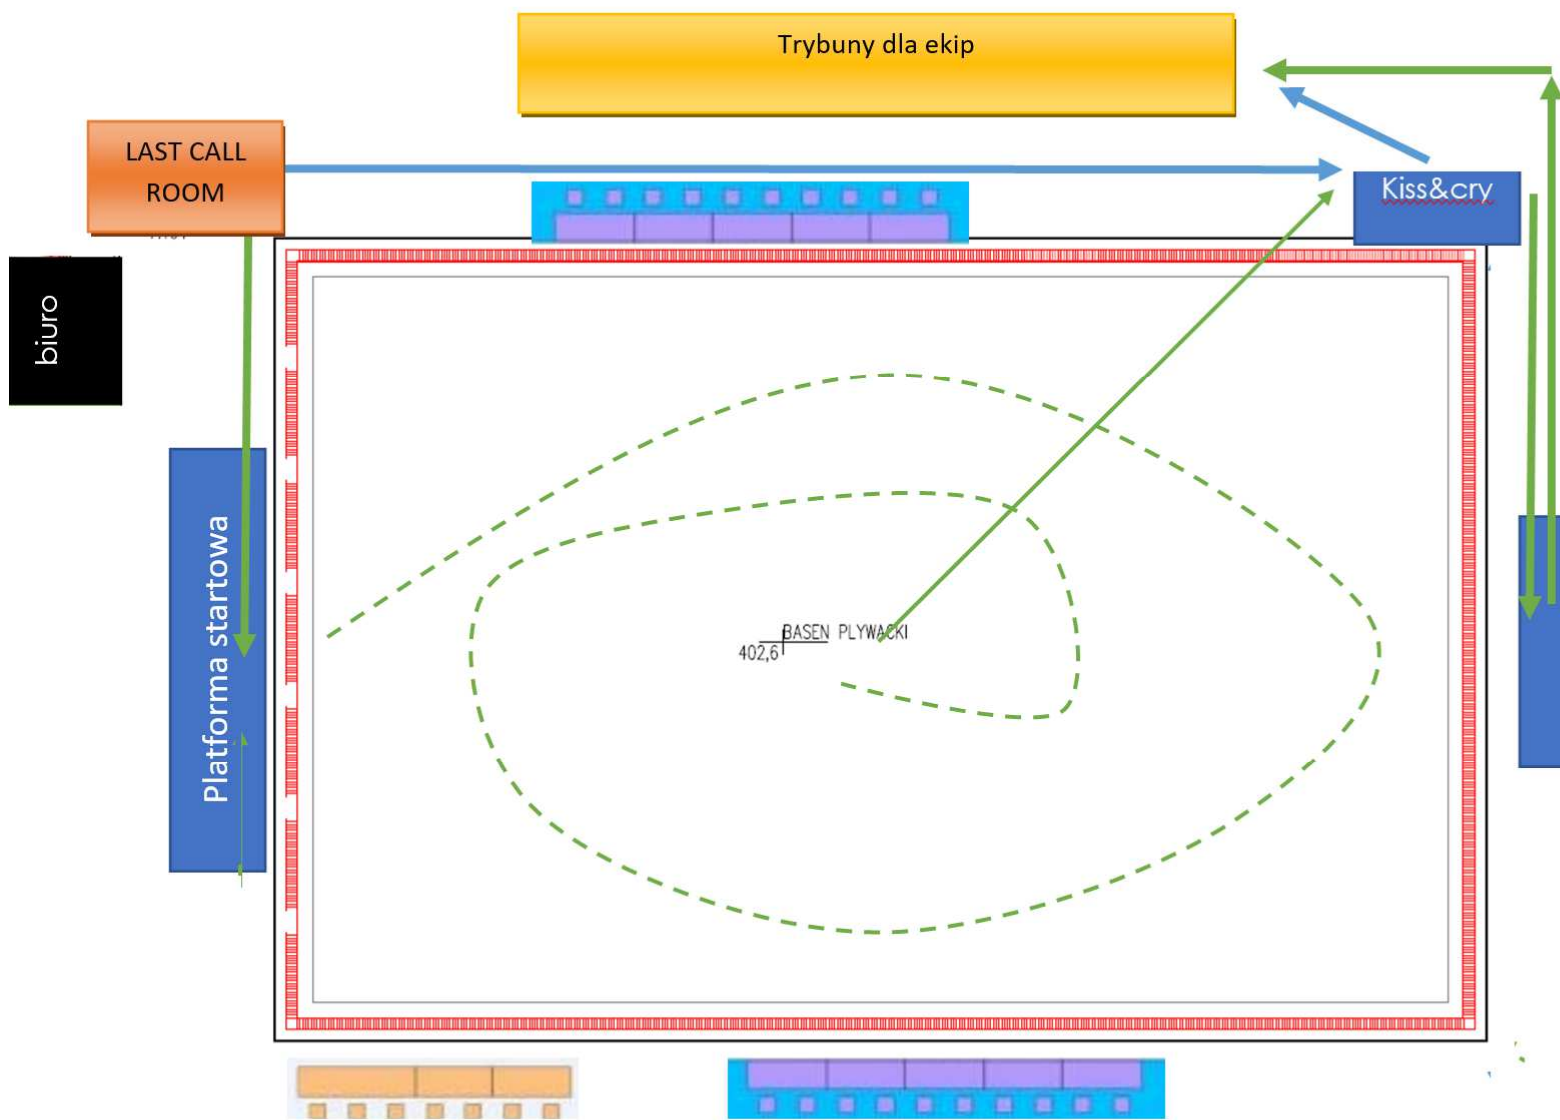 Trybuny dla ekip
LAST CALL
ROOM
Kiss&cry
biuro
Platforma startowa
BASEN PLYWACKI
402,6